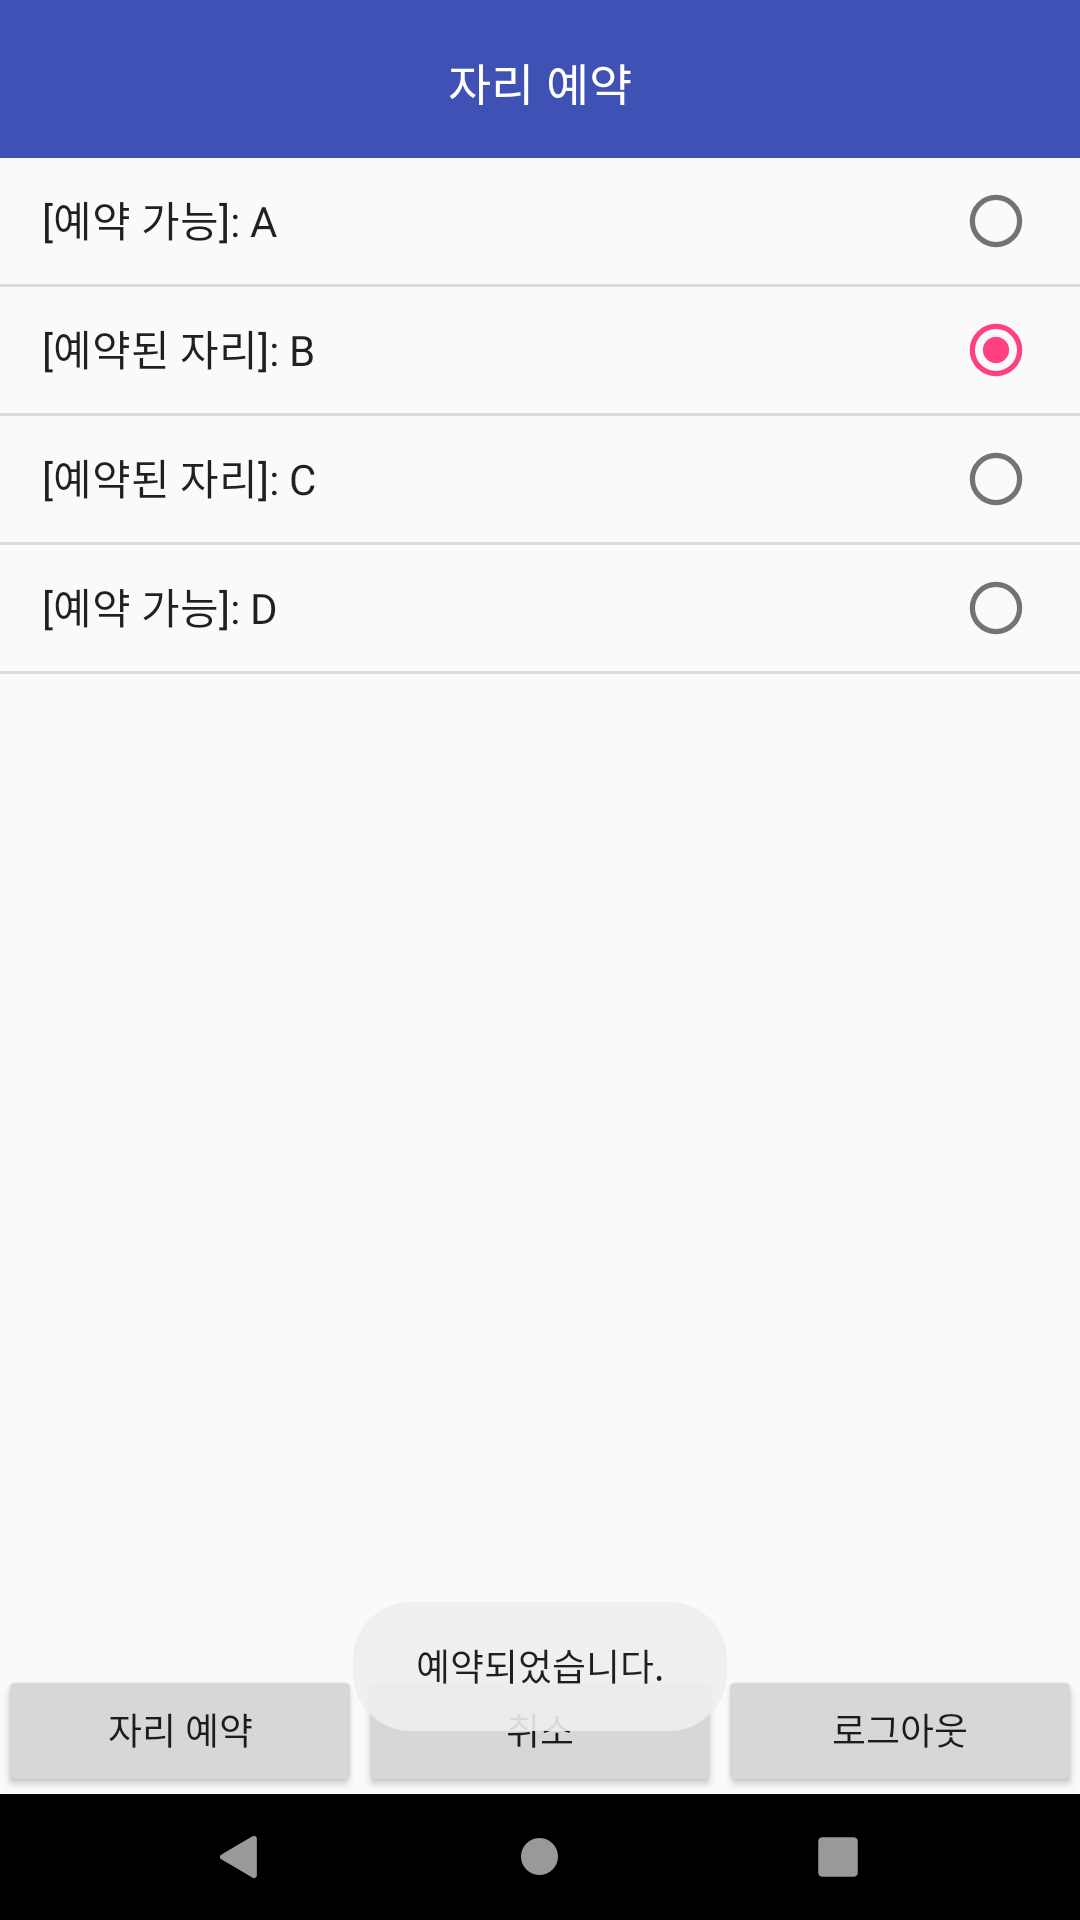 자리 예약
[예약 가능]: A
[예약된 자리]: B
[예약된 자리]: C
[예약 가능]: D
예약되었습니다.
자리 예약
취소
로그아웃